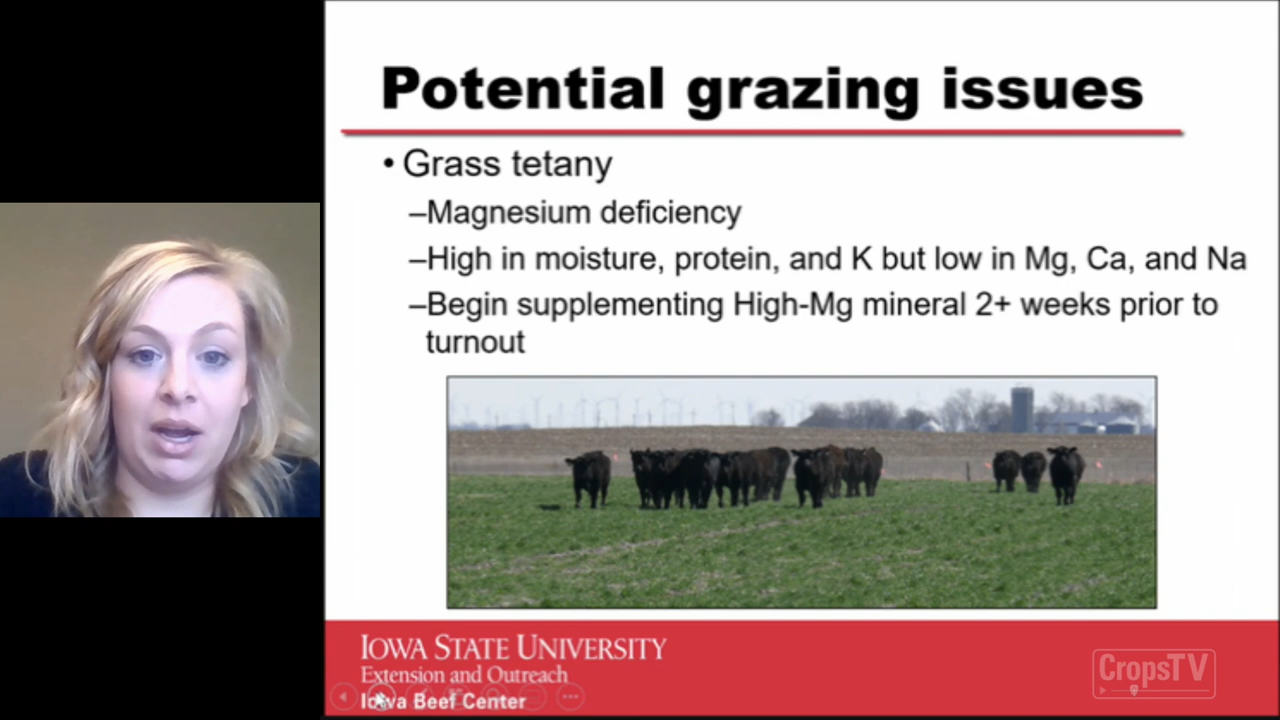 Potential grazing issues
• Grass tetany
–Magnesium deficiency
–High in moisture, protein, and K but low in Mg, Ca, and Na
–Begin supplementing High-Mg mineral 2+ weeks prior to
turnout
IOWA STATE UNIVERSITY
Extension and Outreach
Iowa Beef Center
CropsTV